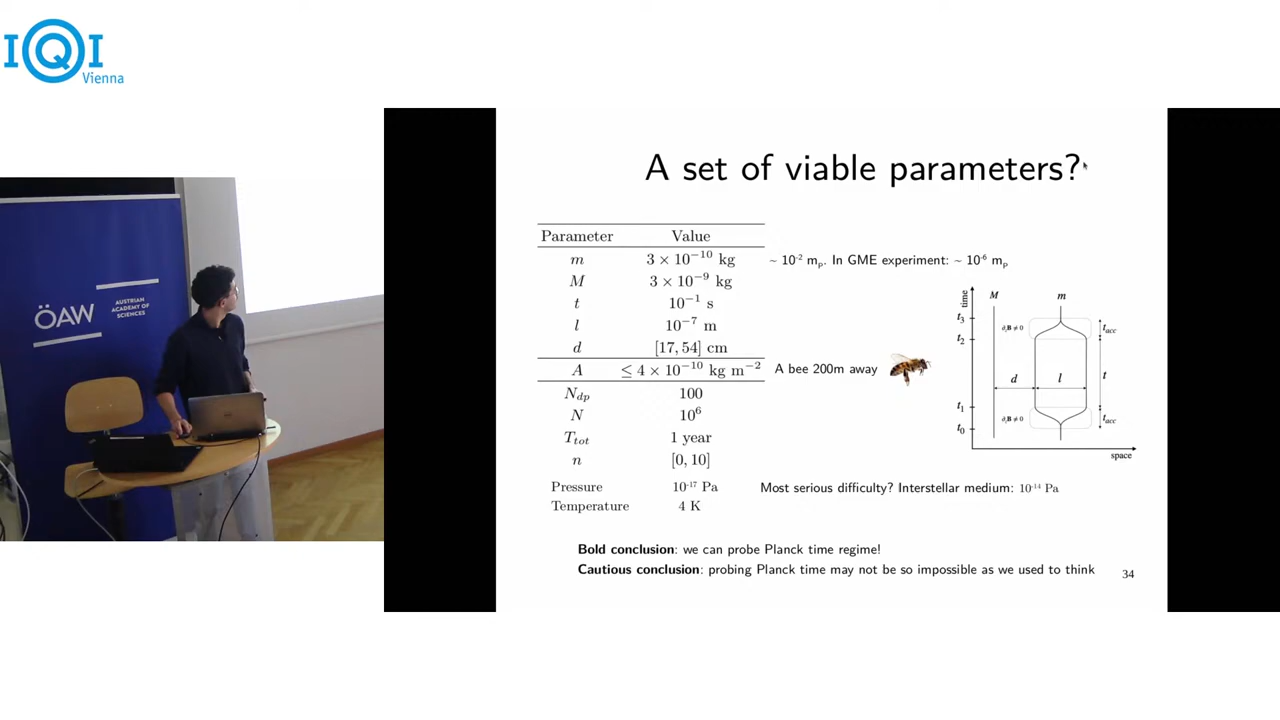 IQI
Vienna
ÖAW
AUSTRIAN
ACADEMY OF
SCIENCES
A set of viable parameters?
Parameter Value
m 3 × 10⁻¹⁰ kg ~ 10⁻² mₚ. In GME experiment: ~ 10⁻⁶ mₚ
M 3 × 10⁻⁹ kg
t 10⁻¹ s
l 10⁻⁷ m
d [17, 54] cm
A ≤ 4 × 10⁻¹⁰ kg m⁻² A bee 200m away
N_dp 100
N 10⁶
T_tot 1 year
n [0, 10]
Pressure 10⁻¹⁷ Pa Most serious difficulty? Interstellar medium: 10⁻¹⁴ Pa
Temperature 4 K
time
M m
t₃
∂ₓB ≠ 0 t_acc
t₂
d l t
t₁
∂ₓB ≠ 0 t_acc
t₀
space
Bold conclusion: we can probe Planck time regime!
Cautious conclusion: probing Planck time may not be so impossible as we used to think
34